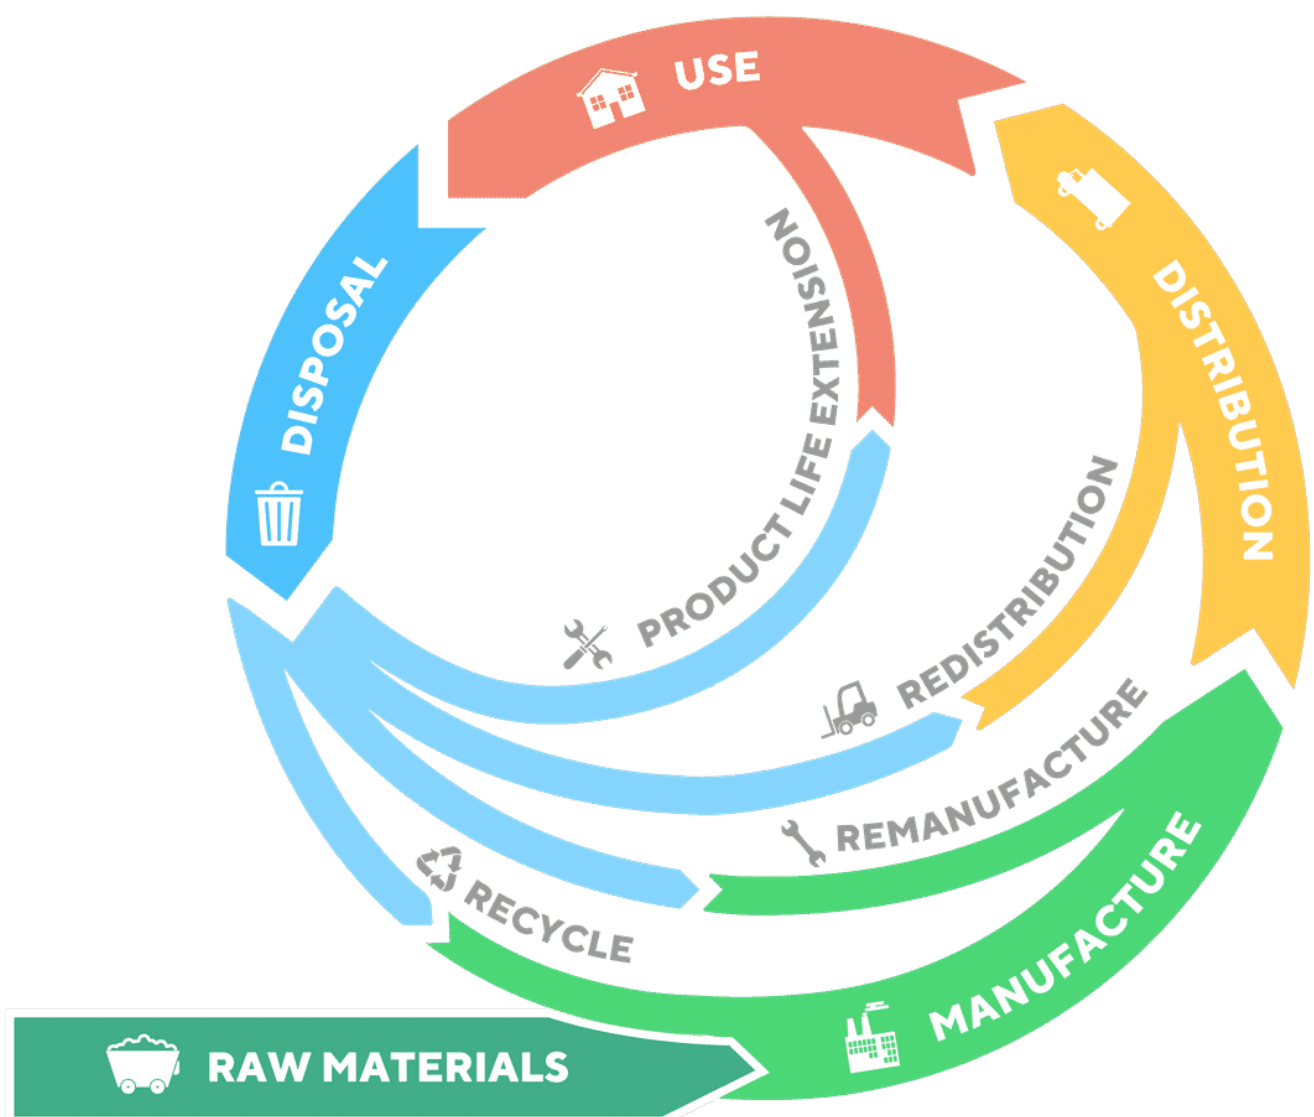 USE
DISTRIBUTION
DISPOSAL
PRODUCT LIFE EXTENSION
REDISTRIBUTION
REMANUFACTURE
RECYCLE
MANUFACTURE
RAW MATERIALS